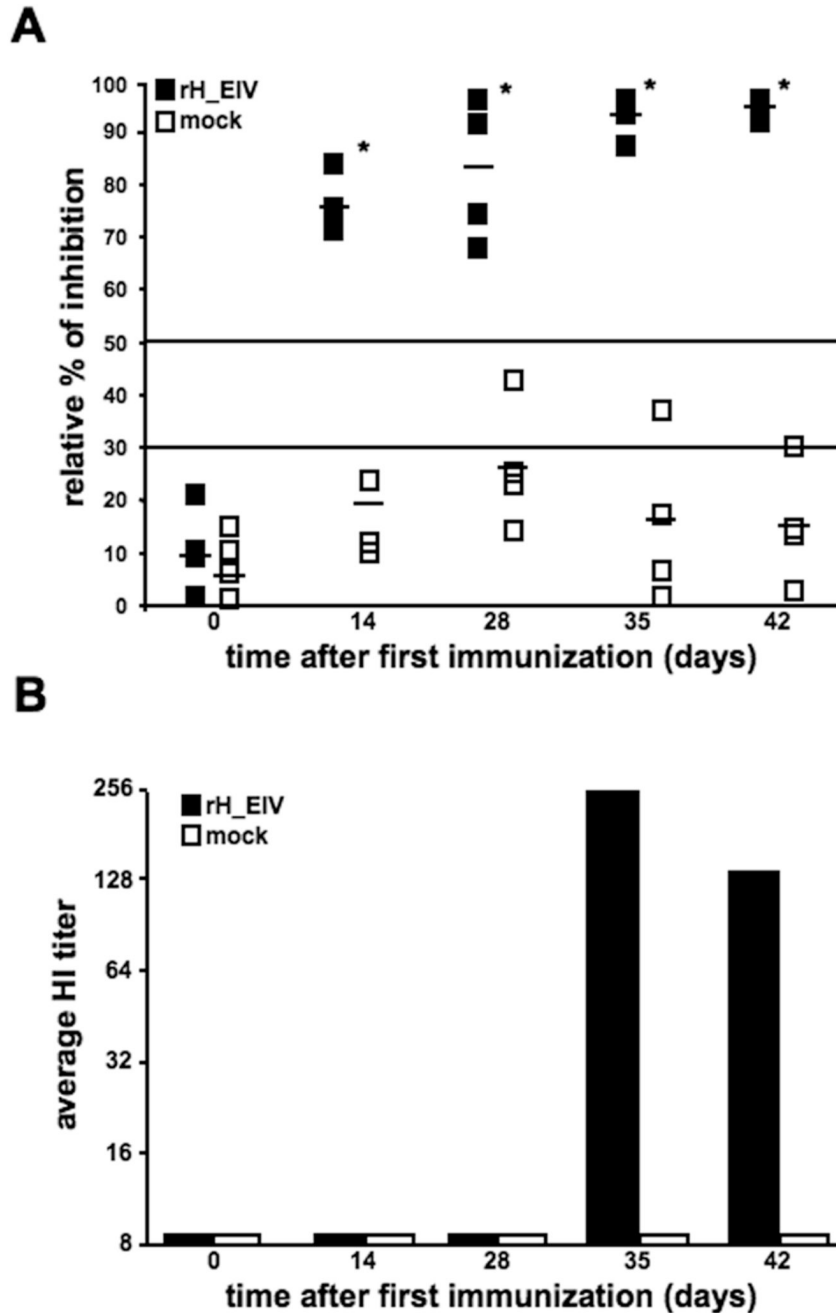 A
rH_EIV
mock
relative % of inhibition
100
90
80
70
60
50
40
30
20
10
0
* * * *
0 14 28 35 42
time after first immunization (days)
B
rH_EIV
mock
average HI titer
256
128
64
32
16
8
0 14 28 35 42
time after first immunization (days)